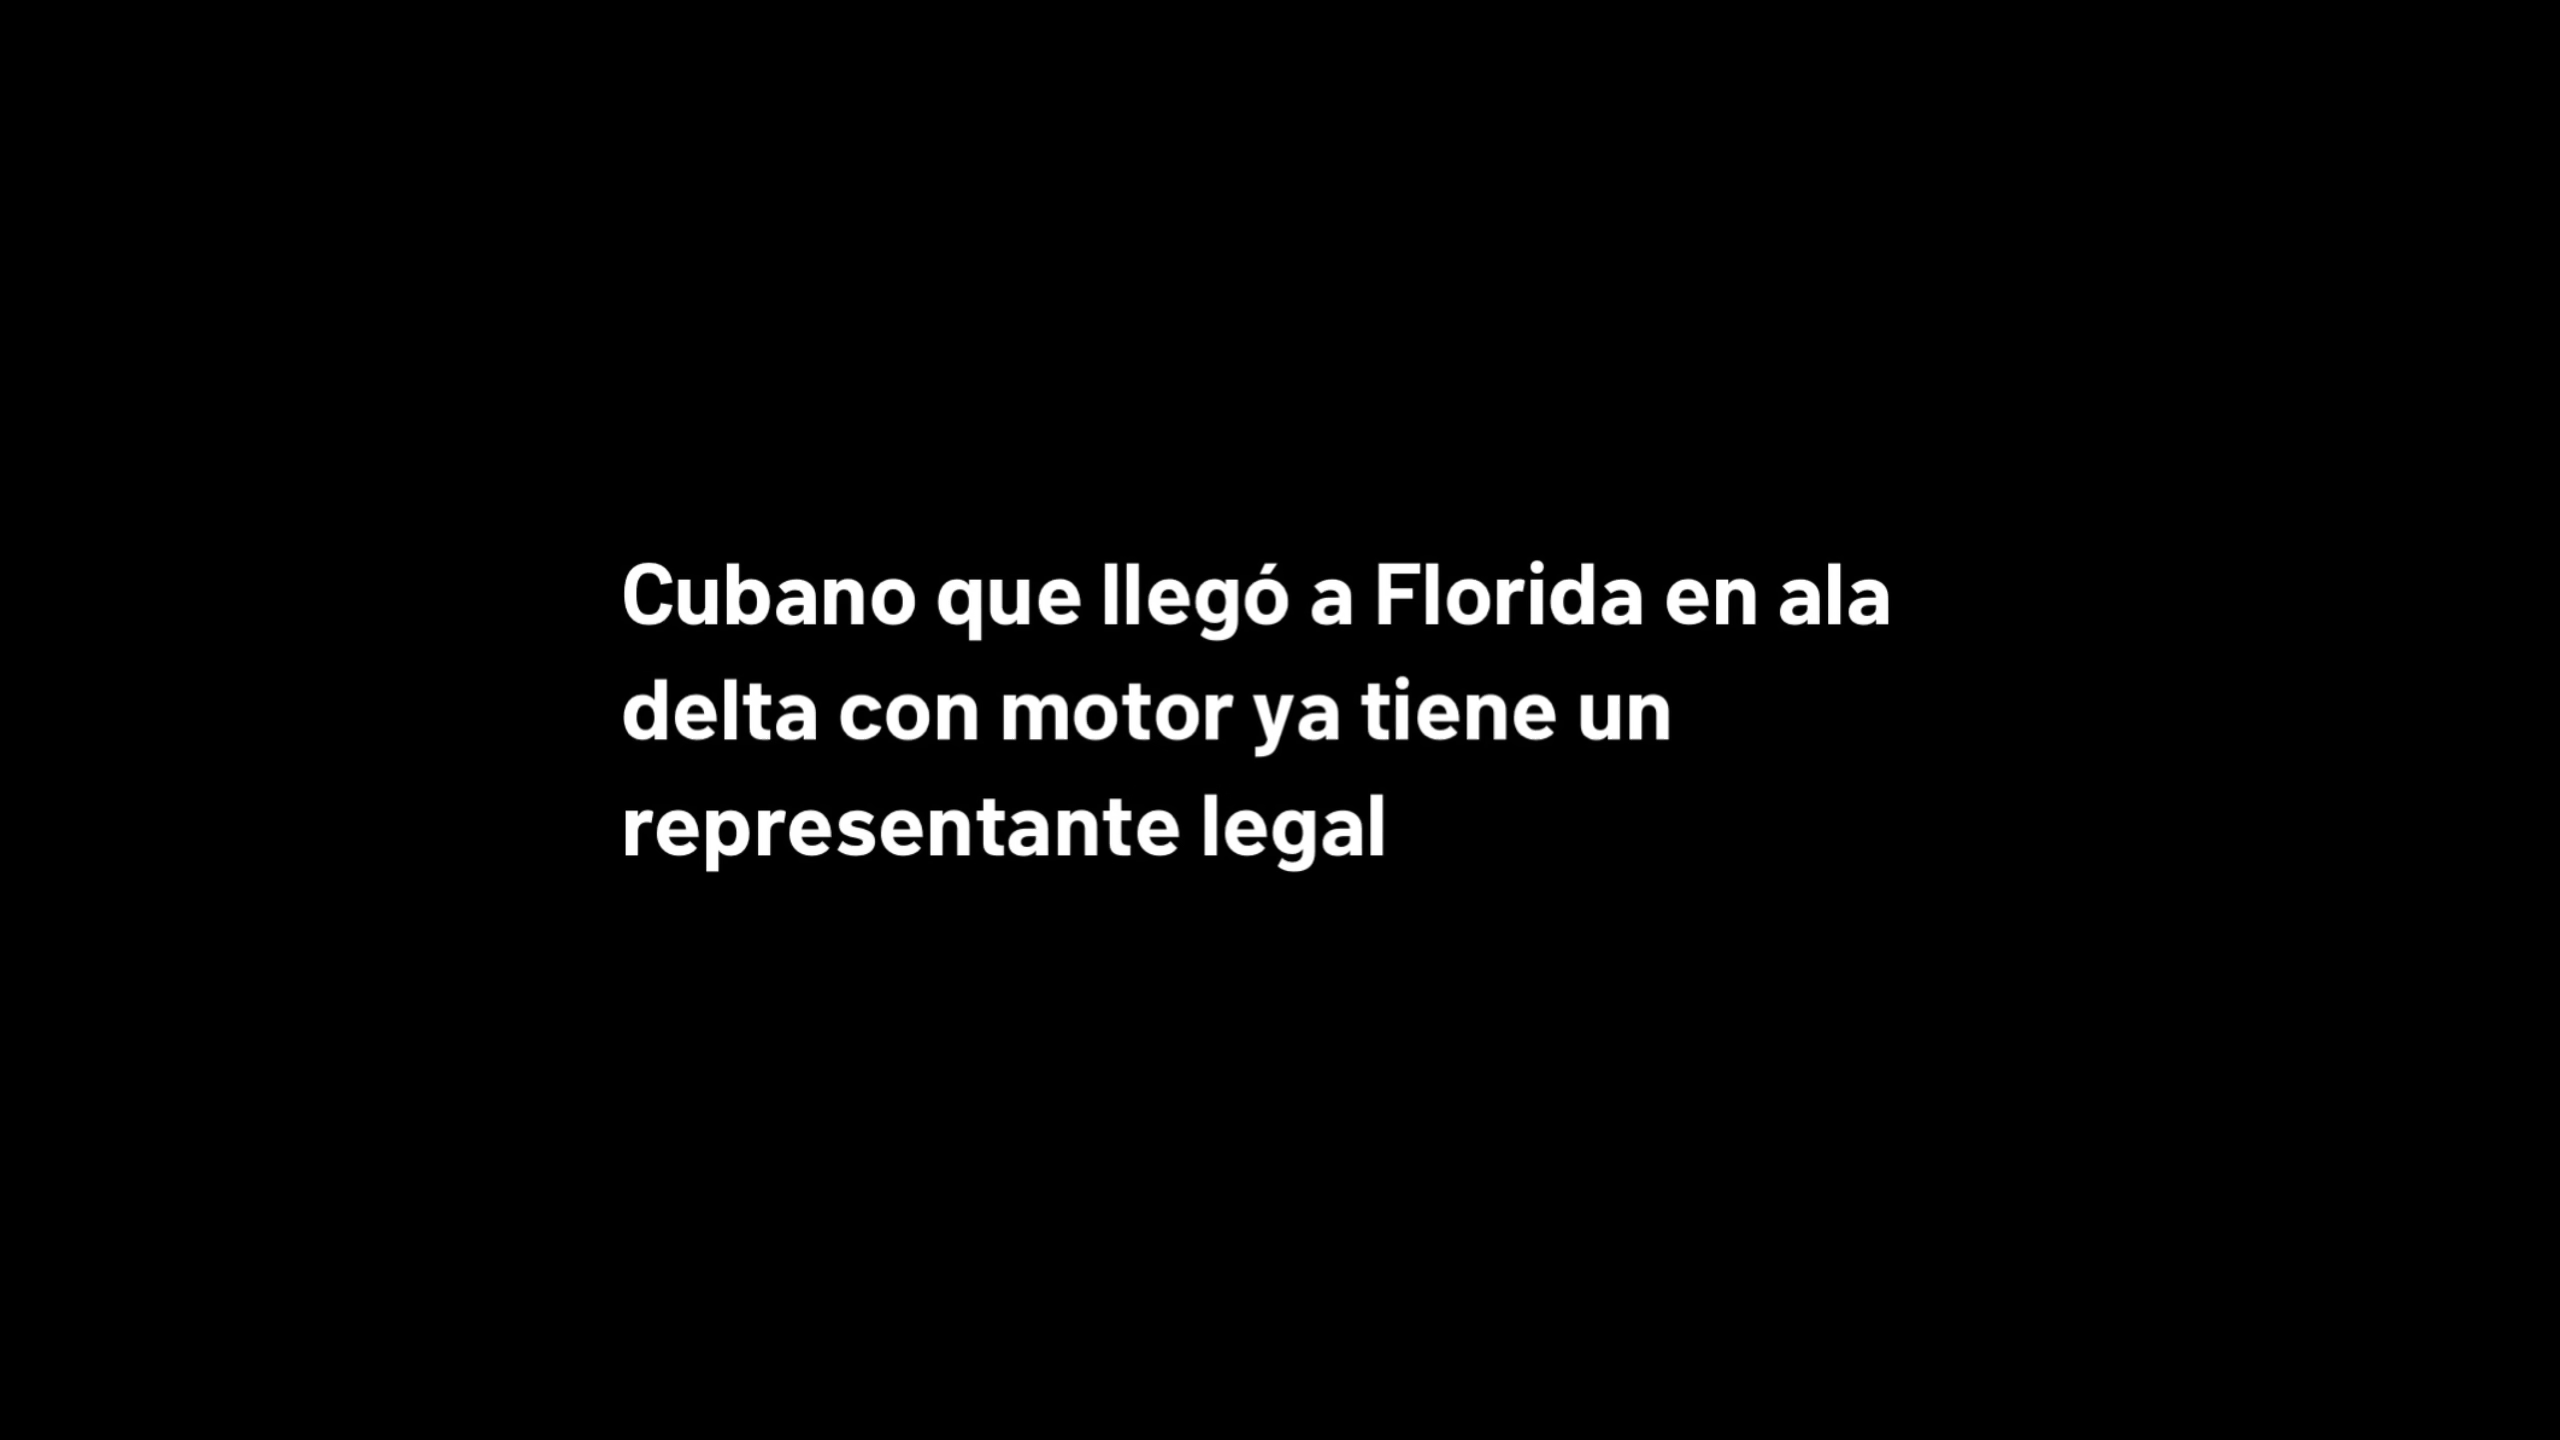 Cubano que llegó a Florida en ala
delta con motor ya tiene un
representante legal